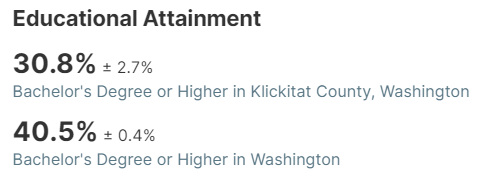 Educational Attainment
30.8% ± 2.7%
Bachelor's Degree or Higher in Klickitat County, Washington
40.5% ± 0.4%
Bachelor's Degree or Higher in Washington